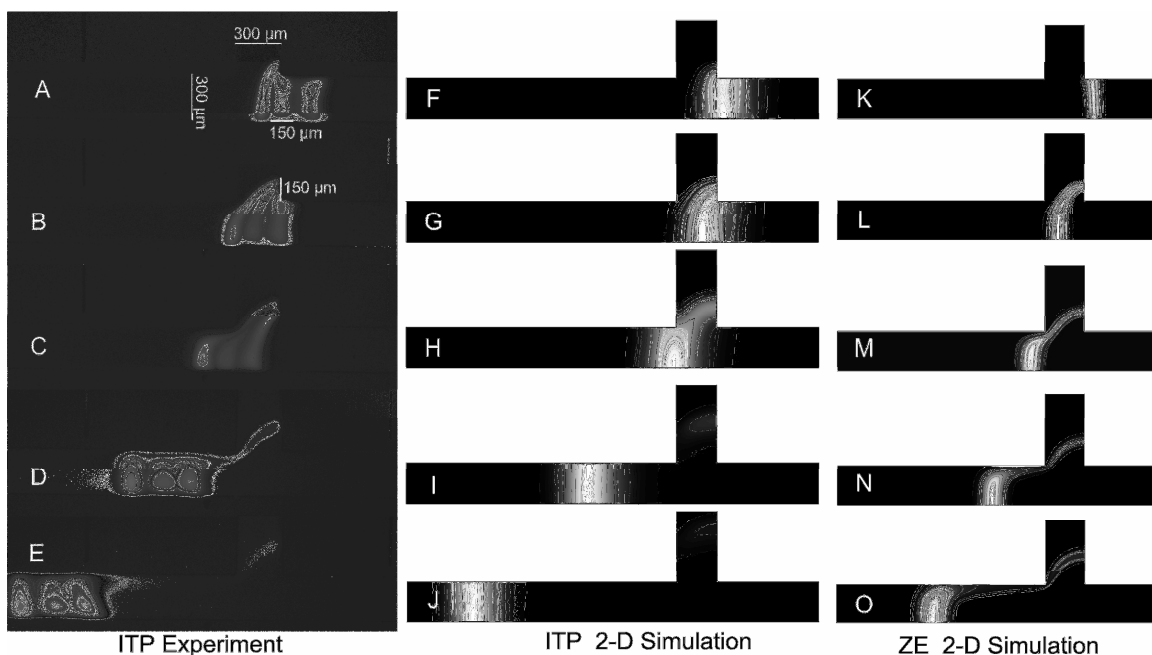 300 µm
A
300 µm
150 µm
F
K
150 µm
B
G
L
C
H
M
D
I
N
E
J
O
ITP Experiment
ITP 2-D Simulation
ZE 2-D Simulation